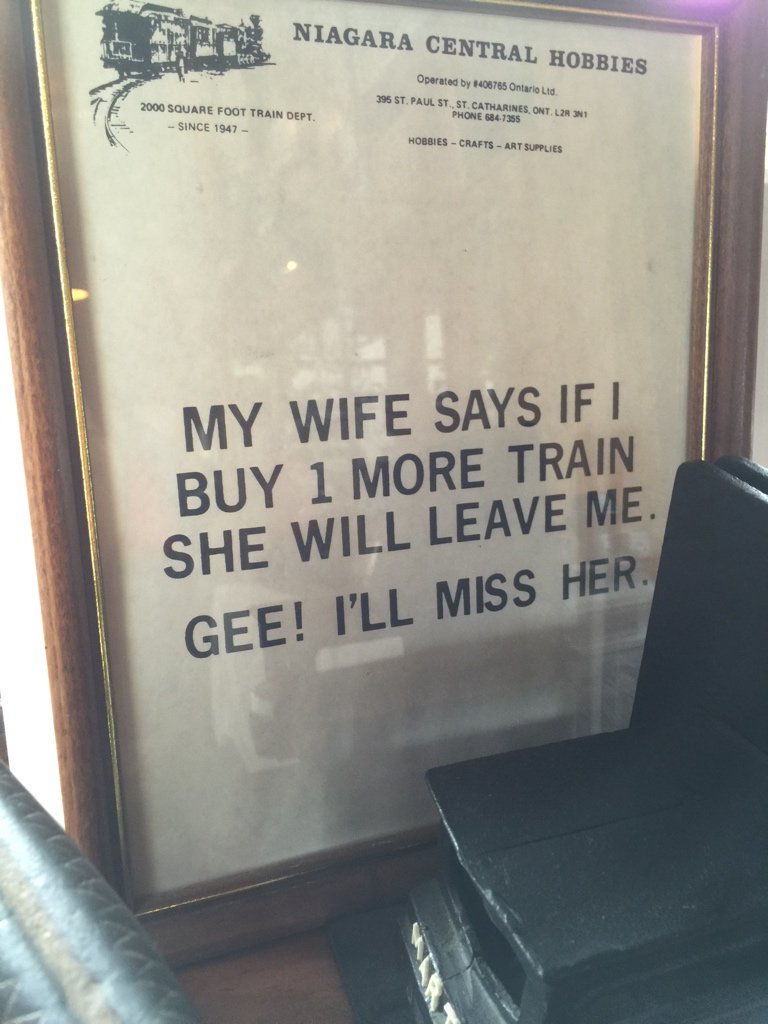 NIAGARA CENTRAL HOBBIES
Operated by #408765 Ontario Ltd.
395 ST. PAUL ST., ST. CATHARINES, ONT. L2R 3N1
PHONE 684-7355
HOBBIES – CRAFTS – ART SUPPLIES
2000 SQUARE FOOT TRAIN DEPT.
– SINCE 1947 –
MY WIFE SAYS IF I
BUY 1 MORE TRAIN
SHE WILL LEAVE ME.
GEE! I'LL MISS HER.